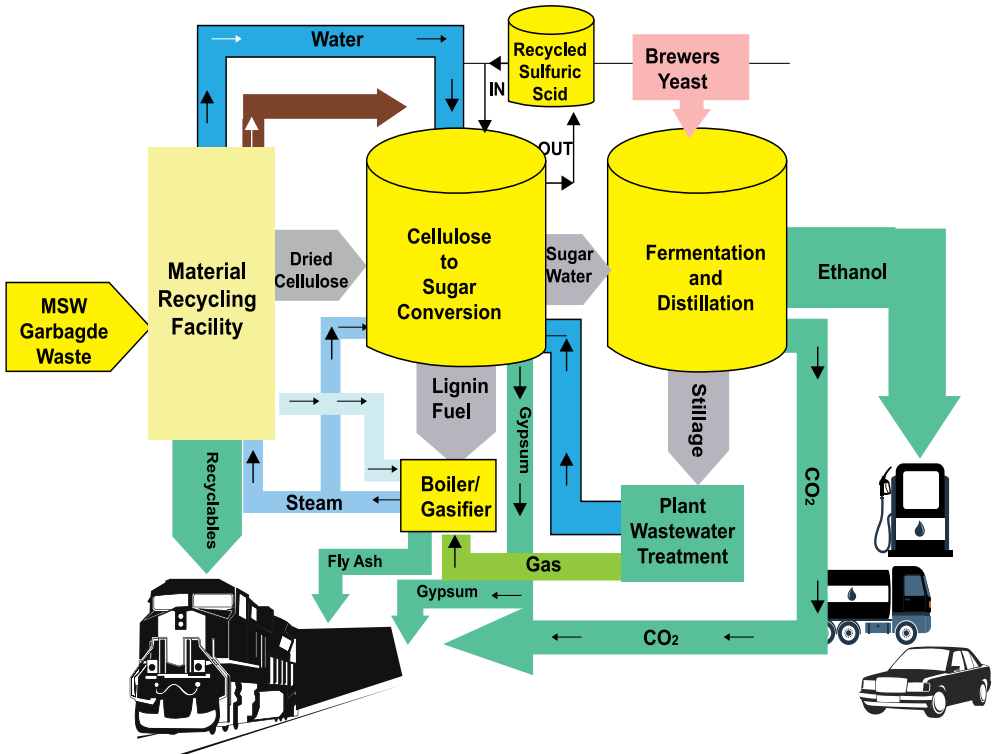 Water
Recycled
Sulfuric
Scid
IN
OUT
Brewers
Yeast
MSW
Garbagde
Waste
Material
Recycling
Facility
Dried
Cellulose
Cellulose
to
Sugar
Conversion
Sugar
Water
Fermentation
and
Distillation
Ethanol
Lignin
Fuel
Gypsum
Stillage
CO₂
Recyclables
Steam
Boiler/
Gasifier
Plant
Wastewater
Treatment
Fly Ash
Gas
Gypsum
CO₂